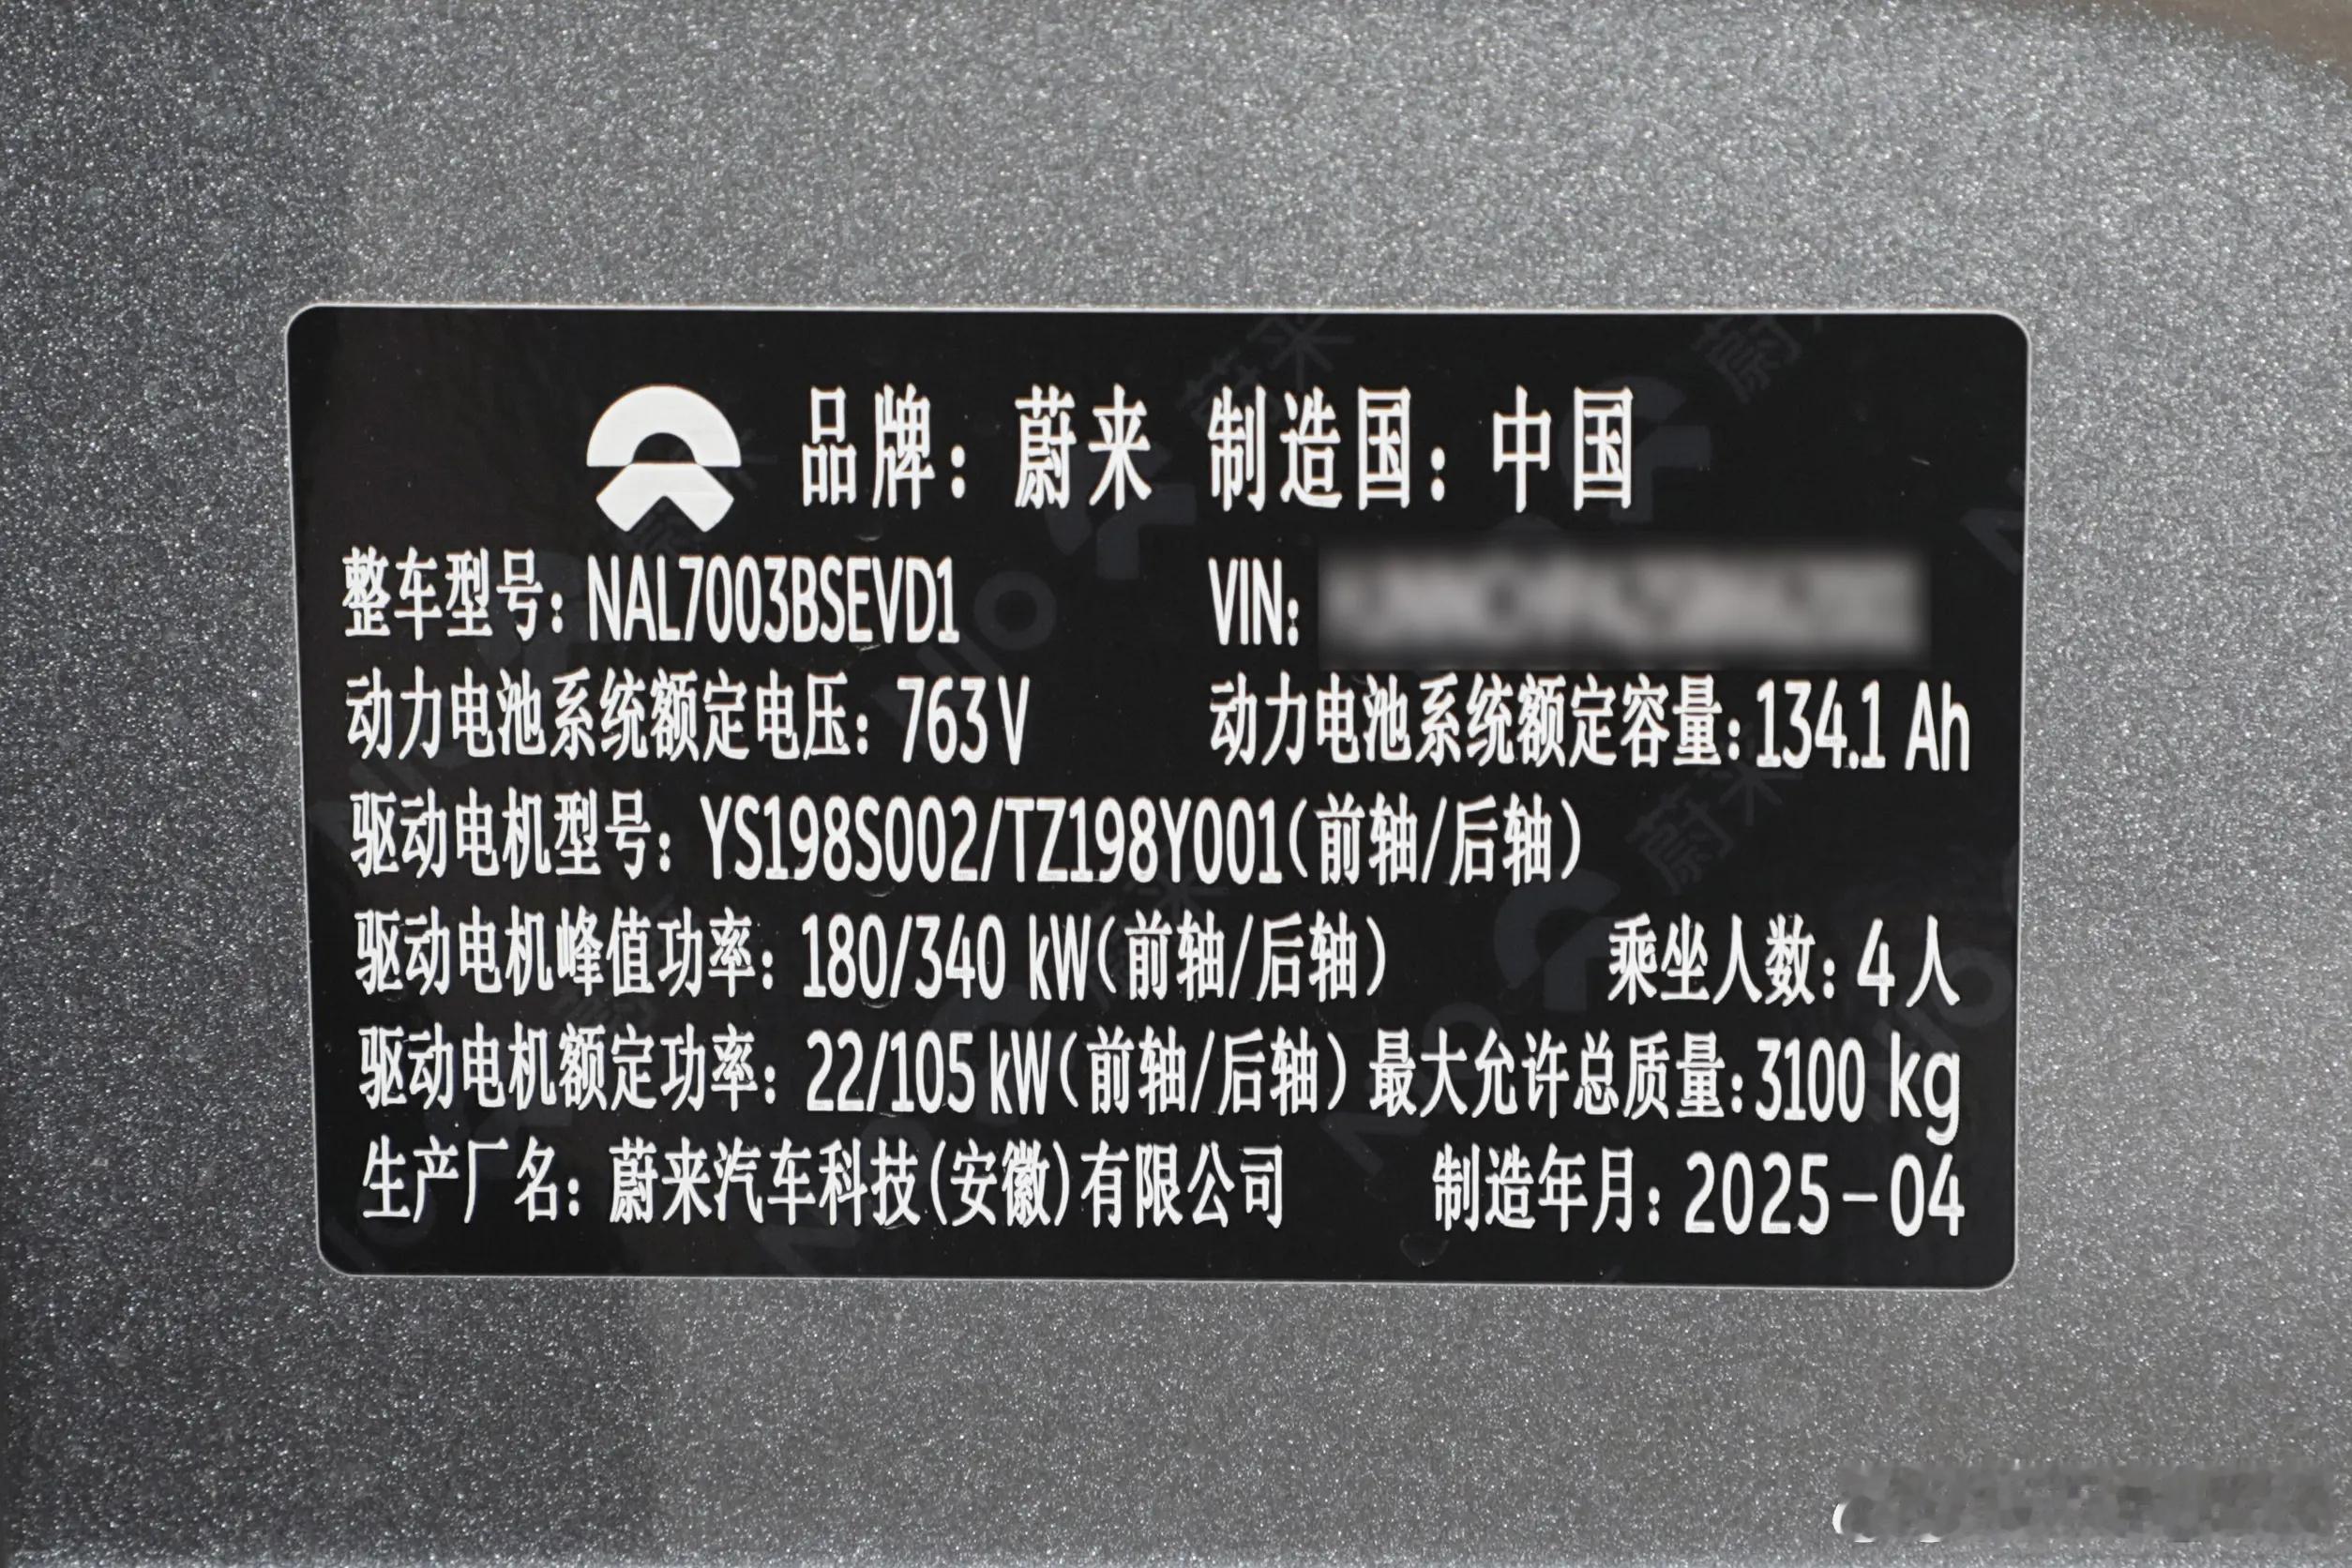 品牌：蔚来 制造国：中国
整车型号：NAL7003BSEVD1 VIN：
动力电池系统额定电压：763V 动力电池系统额定容量：134.1 Ah
驱动电机型号：YS198S002/TZ198Y001(前轴/后轴)
驱动电机峰值功率：180/340 kW(前轴/后轴) 乘坐人数：4人
驱动电机额定功率：22/105kW(前轴/后轴) 最大允许总质量：3100 kg
生产厂名：蔚来汽车科技(安徽)有限公司 制造年月：2025-04